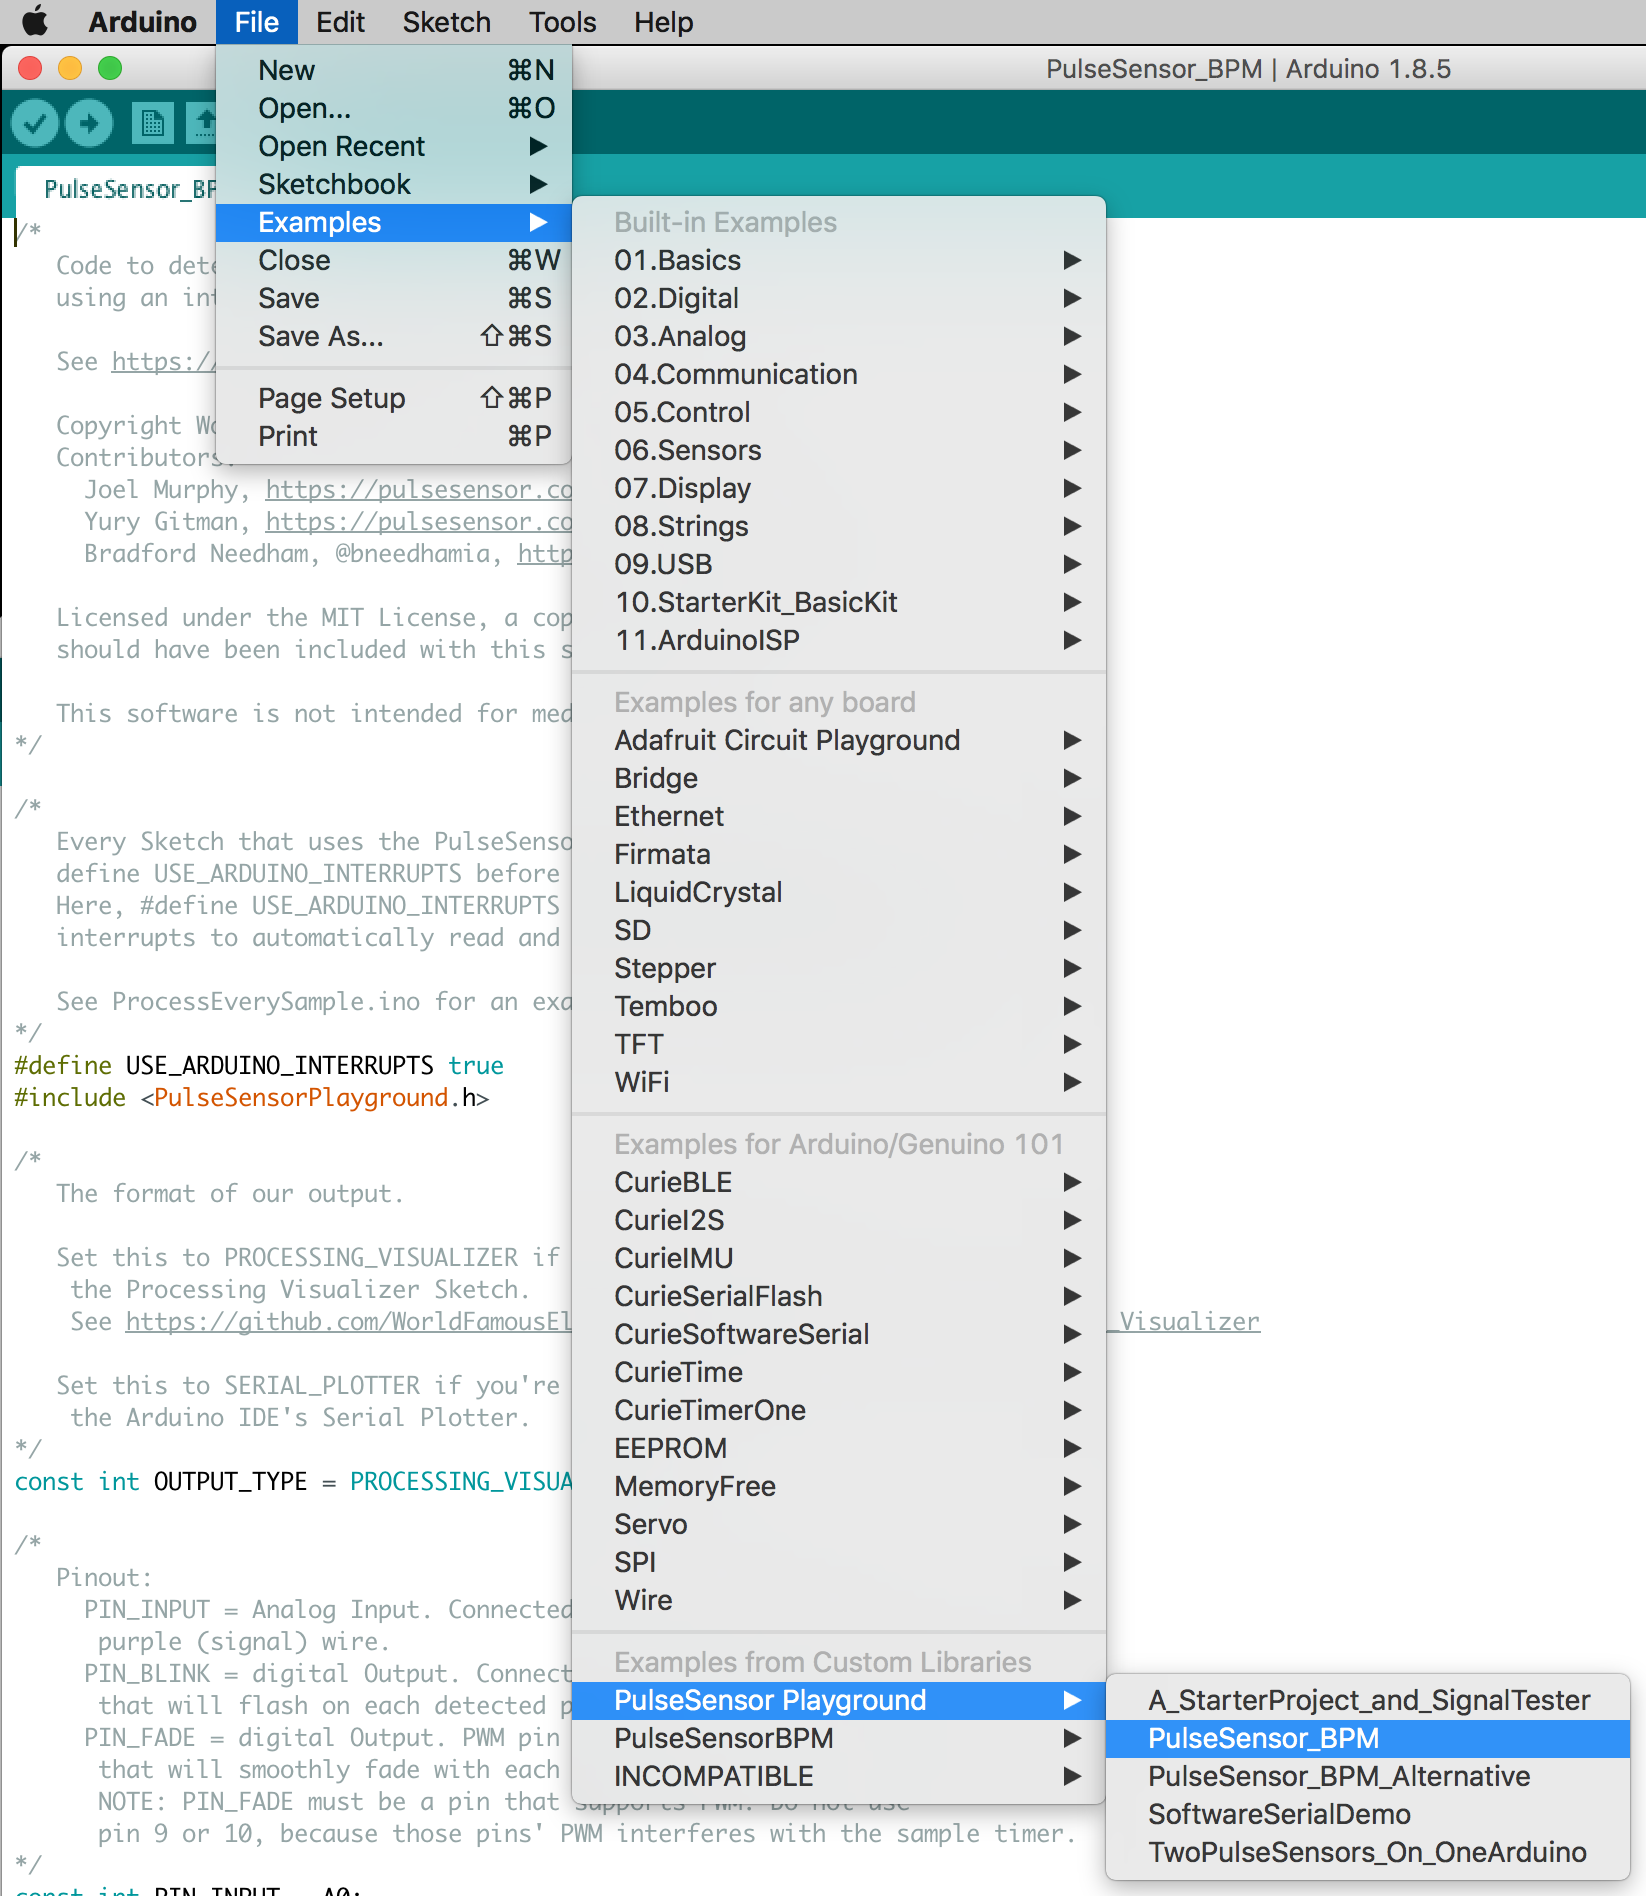 Arduino File Edit Sketch Tools Help
PulseSensor_BPM | Arduino 1.8.5
New ⌘N
Open... ⌘O
Open Recent ▶
Sketchbook ▶
Examples ▶
Close ⌘W
Save ⌘S
Save As... ⇧⌘S
Page Setup ⇧⌘P
Print ⌘P
Built-in Examples
01.Basics ▶
02.Digital ▶
03.Analog ▶
04.Communication ▶
05.Control ▶
06.Sensors ▶
07.Display ▶
08.Strings ▶
09.USB ▶
10.StarterKit_BasicKit ▶
11.ArduinoISP ▶
Examples for any board
Adafruit Circuit Playground ▶
Bridge ▶
Ethernet ▶
Firmata ▶
LiquidCrystal ▶
SD ▶
Stepper ▶
Temboo ▶
TFT ▶
WiFi ▶
Examples for Arduino/Genuino 101
CurieBLE ▶
CurieI2S ▶
CurieIMU ▶
CurieSerialFlash ▶
CurieSoftwareSerial ▶
CurieTime ▶
CurieTimerOne ▶
EEPROM ▶
MemoryFree ▶
Servo ▶
SPI ▶
Wire ▶
Examples from Custom Libraries
PulseSensor Playground ▶
PulseSensorBPM ▶
INCOMPATIBLE ▶
A_StarterProject_and_SignalTester
PulseSensor_BPM
PulseSensor_BPM_Alternative
SoftwareSerialDemo
TwoPulseSensors_On_OneArduino
PulseSensor_BP
/*
Code to dete
using an int
See https://
Copyright Wo
Contributors:
Joel Murphy, https://pulsesensor.co
Yury Gitman, https://pulsesensor.co
Bradford Needham, @bneedhamia, http
Licensed under the MIT License, a cop
should have been included with this s
This software is not intended for med
*/
/*
Every Sketch that uses the PulseSenso
define USE_ARDUINO_INTERRUPTS before
Here, #define USE_ARDUINO_INTERRUPTS
interrupts to automatically read and
See ProcessEverySample.ino for an exa
*/
#define USE_ARDUINO_INTERRUPTS true
#include <PulseSensorPlayground.h>
/*
The format of our output.
Set this to PROCESSING_VISUALIZER if
the Processing Visualizer Sketch.
See https://github.com/WorldFamousEl _Visualizer
Set this to SERIAL_PLOTTER if you're
the Arduino IDE's Serial Plotter.
*/
const int OUTPUT_TYPE = PROCESSING_VISUA
/*
Pinout:
PIN_INPUT = Analog Input. Connected
purple (signal) wire.
PIN_BLINK = digital Output. Connect
that will flash on each detected p
PIN_FADE = digital Output. PWM pin
that will smoothly fade with each
NOTE: PIN_FADE must be a pin that supports PWM. Do not use
pin 9 or 10, because those pins' PWM interferes with the sample timer.
*/
const int PIN_INPUT = A0;